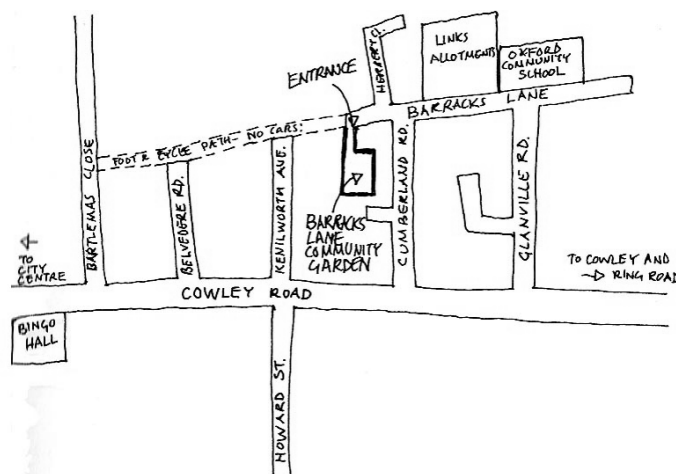 LINKS
ALLOTMENTS
OXFORD
COMMUNITY
SCHOOL
HERBERT C.
ENTRANCE
BARRACKS LANE
FOOT & CYCLE PATH - NO CARS.
BARTLEMAS CLOSE
BELVEDERE RD.
KENILWORTH AVE.
CUMBERLAND RD.
GLANVILLE RD.
BARRACKS
LANE
COMMUNITY
GARDEN
TO
CITY
CENTRE
TO COWLEY AND
RING ROAD
COWLEY ROAD
BINGO
HALL
HOWARD ST.